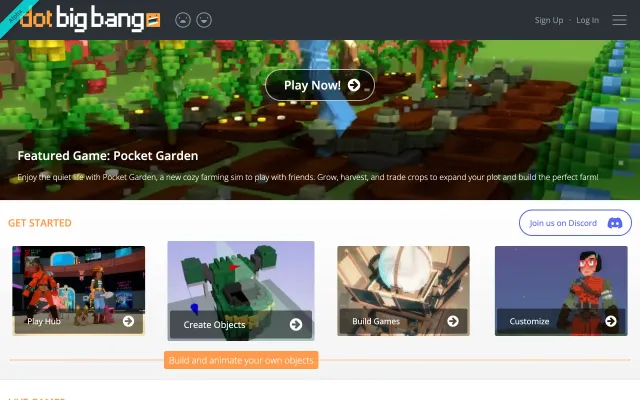 Alpha
dot big bang
Sign Up · Log In
Play Now!
Featured Game: Pocket Garden
Enjoy the quiet life with Pocket Garden, a new cozy farming sim to play with friends. Grow, harvest, and trade crops to expand your plot and build the perfect farm!
GET STARTED
Join us on Discord
Play Hub
Create Objects
Build Games
Customize
Build and animate your own objects